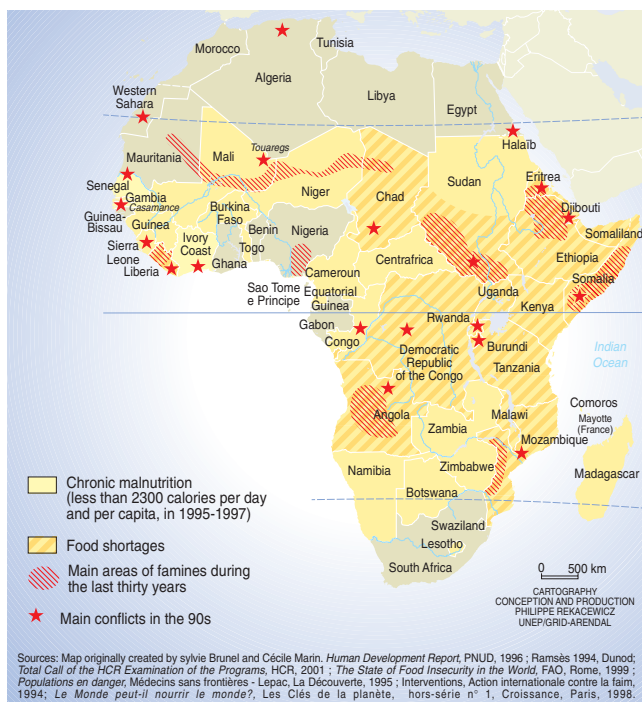 Morocco
Tunisia
Algeria
Libya
Egypt
Western
Sahara
Halaïb
Mauritania
Mali
Touaregs
Niger
Chad
Sudan
Eritrea
Djibouti
Senegal
Gambia
Casamance
Guinea-
Bissau
Guinea
Burkina
Faso
Benin
Nigeria
Somaliland
Sierra
Leone
Liberia
Ivory
Coast
Ghana
Togo
Centrafrica
Ethiopia
Somalia
Cameroun
Sao Tome
e Principe
Equatorial
Guinea
Uganda
Kenya
Gabon
Congo
Rwanda
Burundi
Democratic
Republic
of the Congo
Tanzania
Indian
Ocean
Angola
Zambia
Malawi
Comoros
Mayotte
(France)
Mozambique
Zimbabwe
Madagascar
Namibia
Botswana
Swaziland
Lesotho
South Africa
Chronic malnutrition
(less than 2300 calories per day
and per capita, in 1995-1997)
Food shortages
Main areas of famines during
the last thirty years
Main conflicts in the 90s
0 500 km
CARTOGRAPHY
CONCEPTION AND PRODUCTION
PHILIPPE REKACEWICZ
UNEP/GRID-ARENDAL
Sources: Map originally created by sylvie Brunel et Cécile Marin. Human Development Report, PNUD, 1996 ; Ramsès 1994, Dunod;
Total Call of the HCR Examination of the Programs, HCR, 2001 ; The State of Food Insecurity in the World, FAO, Rome, 1999 ;
Populations en danger, Médecins sans frontières - Lepac, La Découverte, 1995 ; Interventions, Action internationale contre la faim,
1994; Le Monde peut-il nourrir le monde?, Les Clés de la planète, hors-série n° 1, Croissance, Paris, 1998.